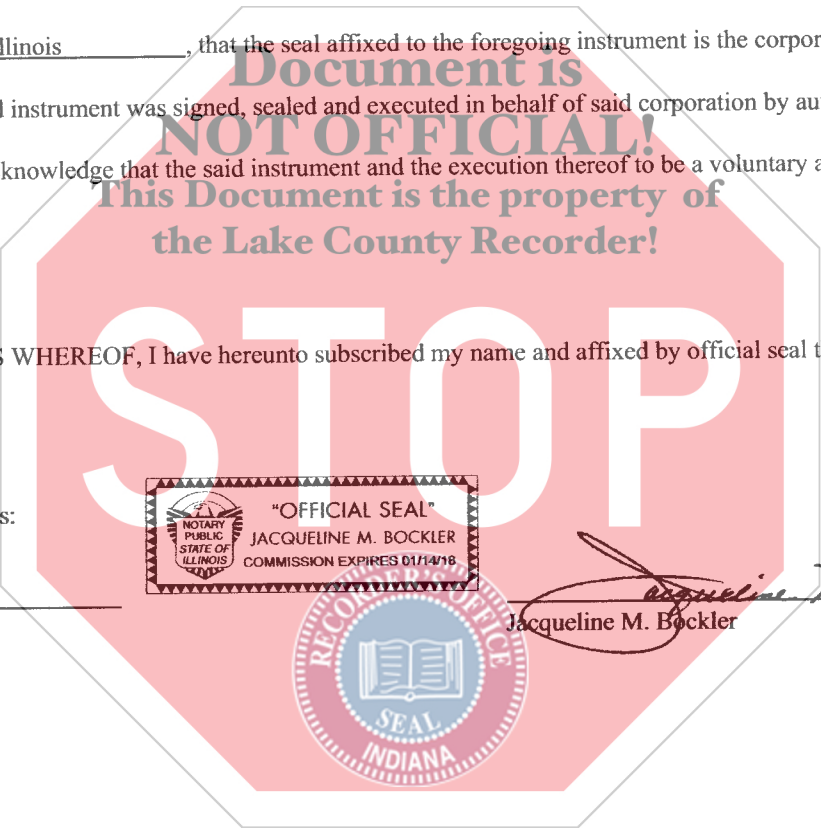 llinois , that the seal affixed to the foregoing instrument is the corpor
Document is
l instrument was signed, sealed and executed in behalf of said corporation by au
NOT OFFICIAL!
knowledge that the said instrument and the execution thereof to be a voluntary a
This Document is the property of
the Lake County Recorder!
STOP
S WHEREOF, I have hereunto subscribed my name and affixed by official seal t
s:
NOTARY
PUBLIC
STATE OF
ILLINOIS
"OFFICIAL SEAL"
JACQUELINE M. BOCKLER
COMMISSION EXPIRES 01/14/18
Jacqueline
Jacqueline M. Bockler
RECORDER'S OFFICE
SEAL
INDIANA